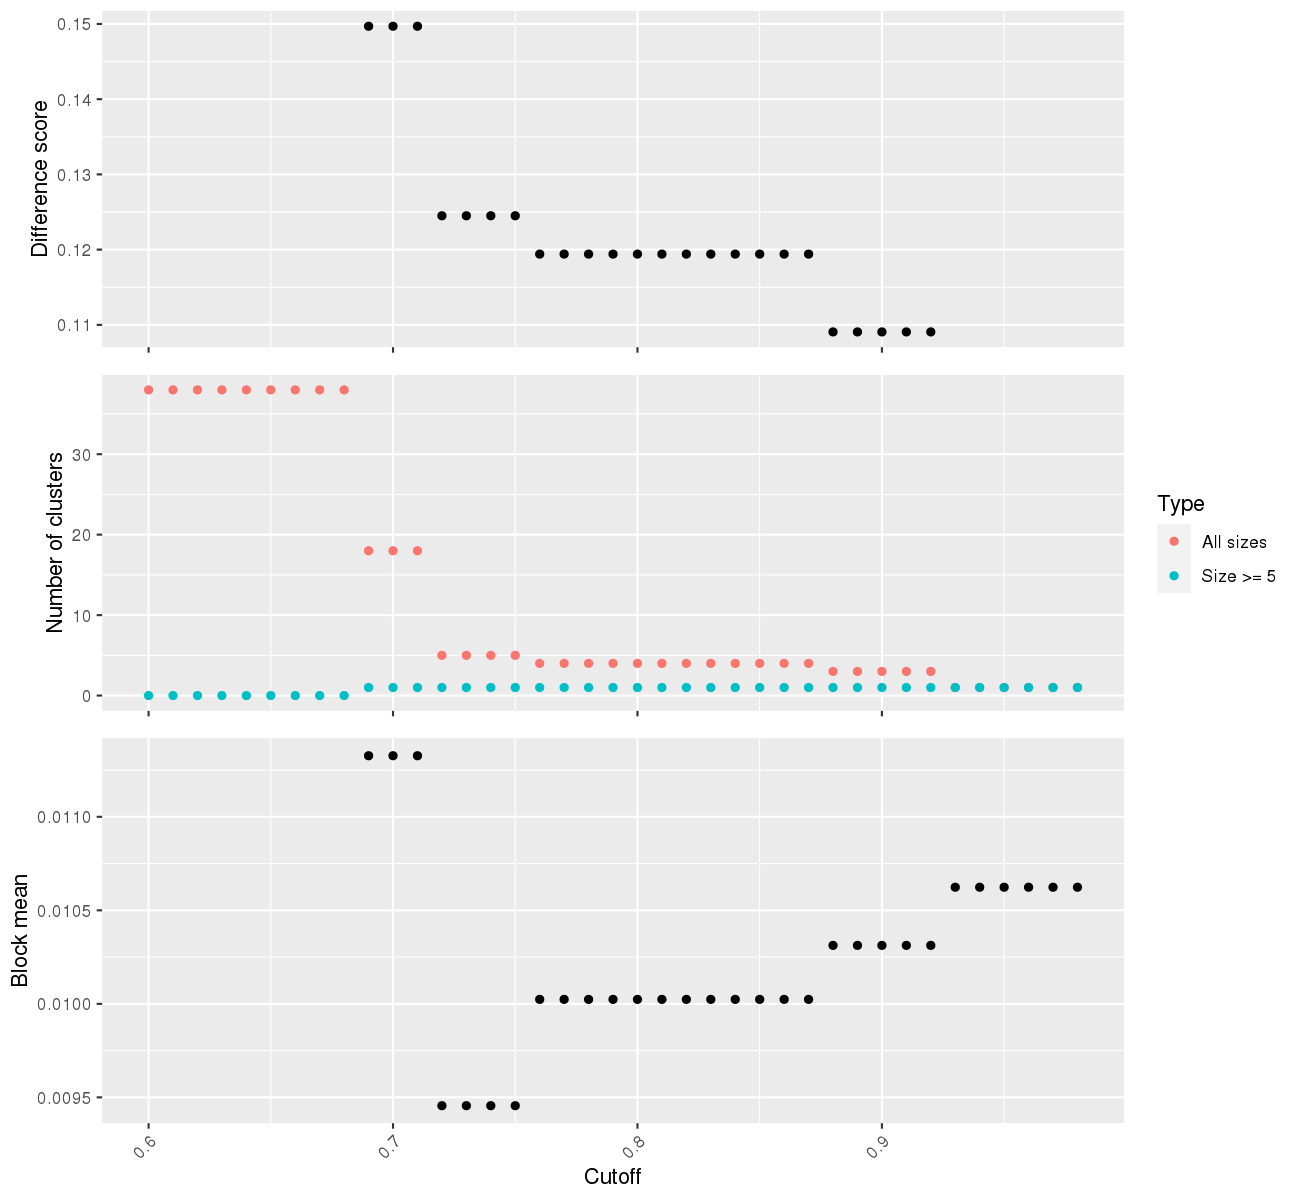 Difference score
0.15
0.14
0.13
0.12
0.11
Number of clusters
30
20
10
0
Type
All sizes
Size >= 5
Block mean
0.0110
0.0105
0.0100
0.0095
0.6
0.7
0.8
0.9
Cutoff